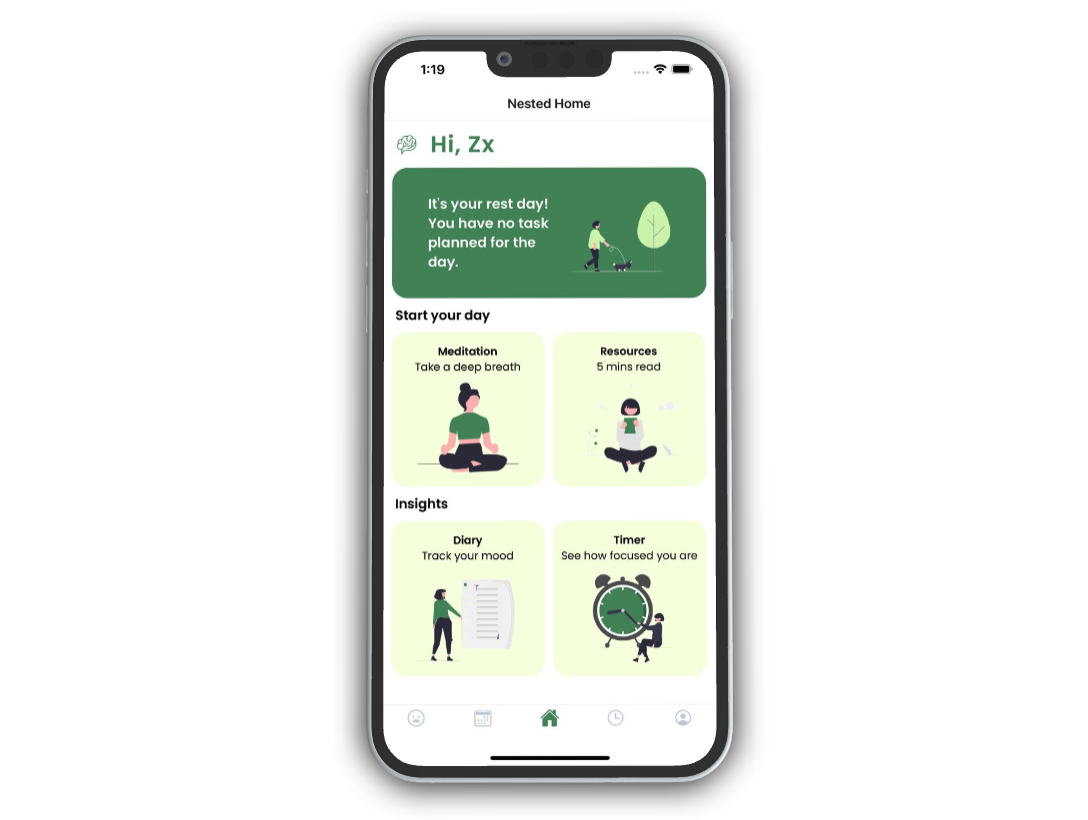 1:19
Nested Home
Hi, Zx
It's your rest day!
You have no task
planned for the
day.
Start your day
Meditation
Take a deep breath
Resources
5 mins read
Insights
Diary
Track your mood
Timer
See how focused you are